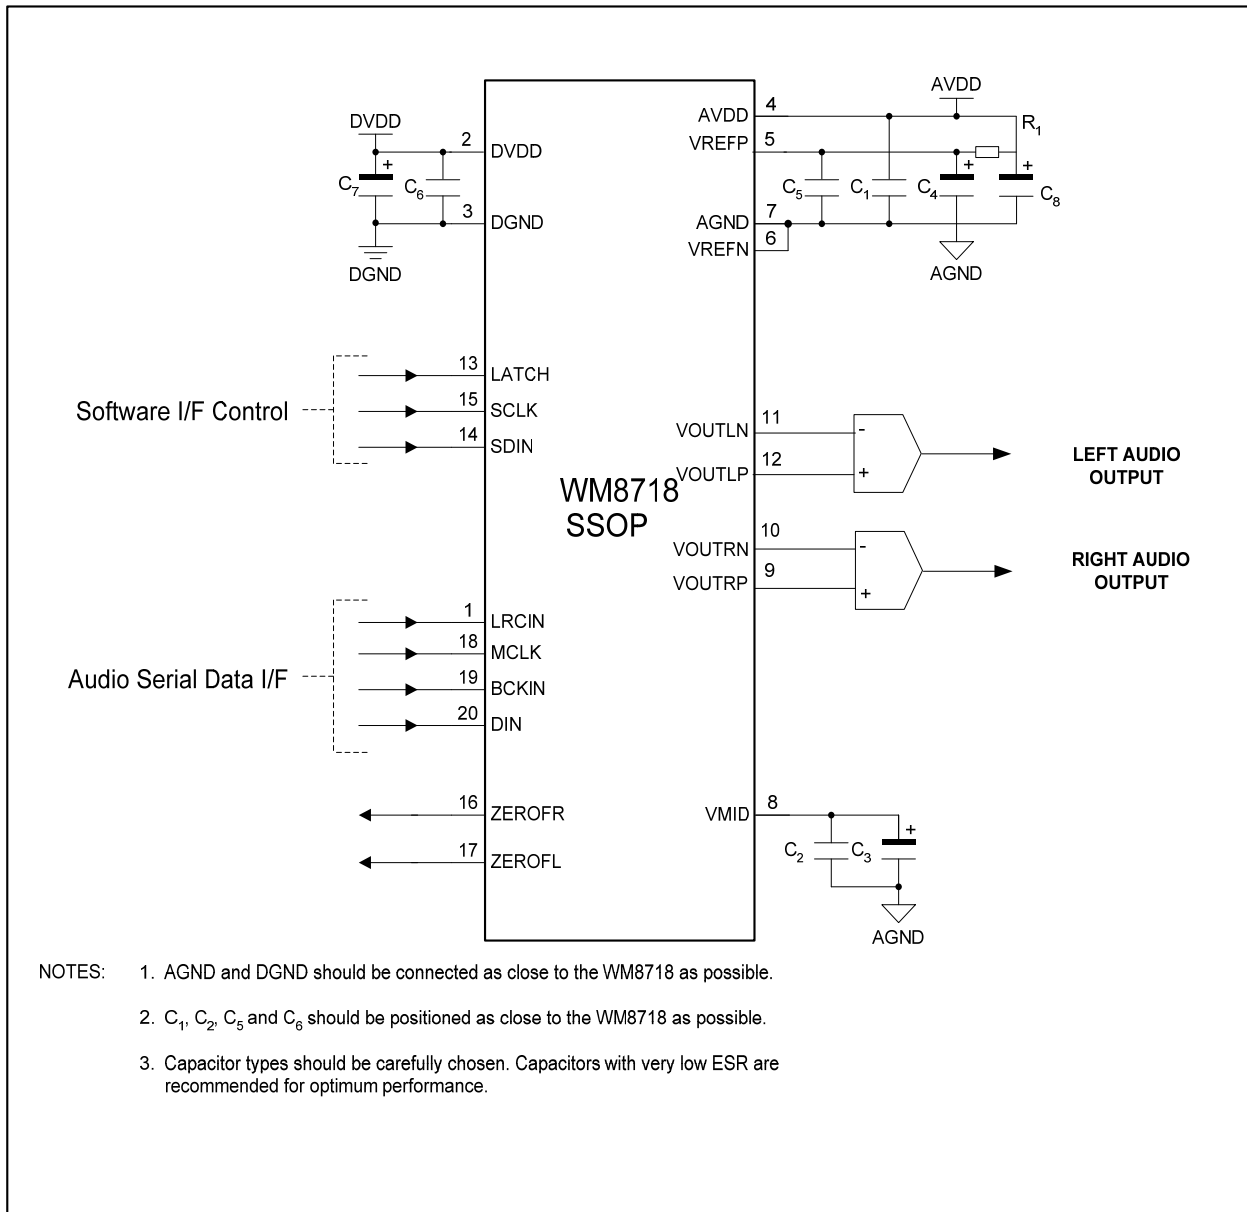 DVDD
2
DVDD
C7
+
C6
3
DGND
DGND
AVDD
4
AVDD
R1
VREFP
5
C5
C1
C4
+
+
C8
AGND
7
VREFN
6
AGND
Software I/F Control
13
LATCH
15
SCLK
14
SDIN
WM8718
SSOP
VOUTLN
11
-
VOUTLP
12
+
LEFT AUDIO
OUTPUT
VOUTRN
10
-
VOUTRP
9
+
RIGHT AUDIO
OUTPUT
Audio Serial Data I/F
1
LRCIN
18
MCLK
19
BCKIN
20
DIN
16
ZEROFR
17
ZEROFL
VMID
8
C2
C3
+
AGND
NOTES: 1. AGND and DGND should be connected as close to the WM8718 as possible.
2. C1, C2, C5 and C6 should be positioned as close to the WM8718 as possible.
3. Capacitor types should be carefully chosen. Capacitors with very low ESR are
recommended for optimum performance.